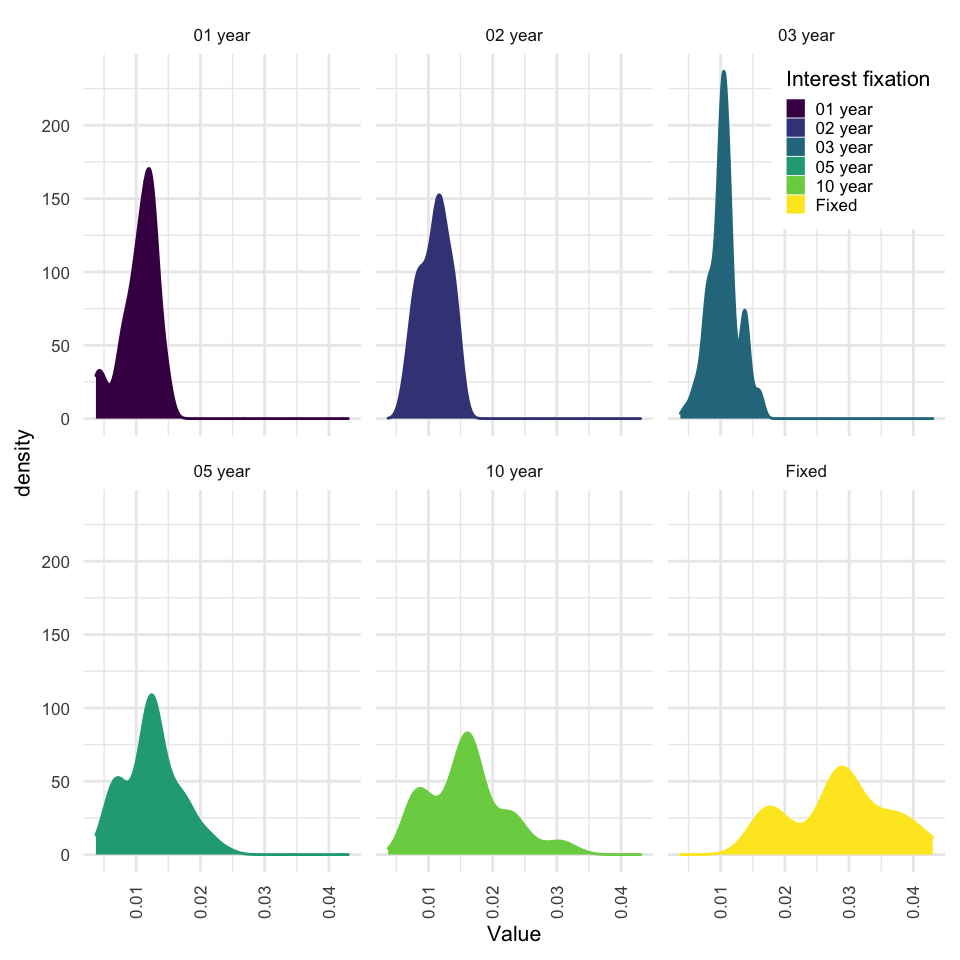 01 year
02 year
03 year
Interest fixation
01 year
02 year
03 year
05 year
10 year
Fixed
200
150
100
50
0
density
05 year
10 year
Fixed
200
150
100
50
0
0.01
0.02
0.03
0.04
0.01
0.02
0.03
0.04
0.01
0.02
0.03
0.04
Value